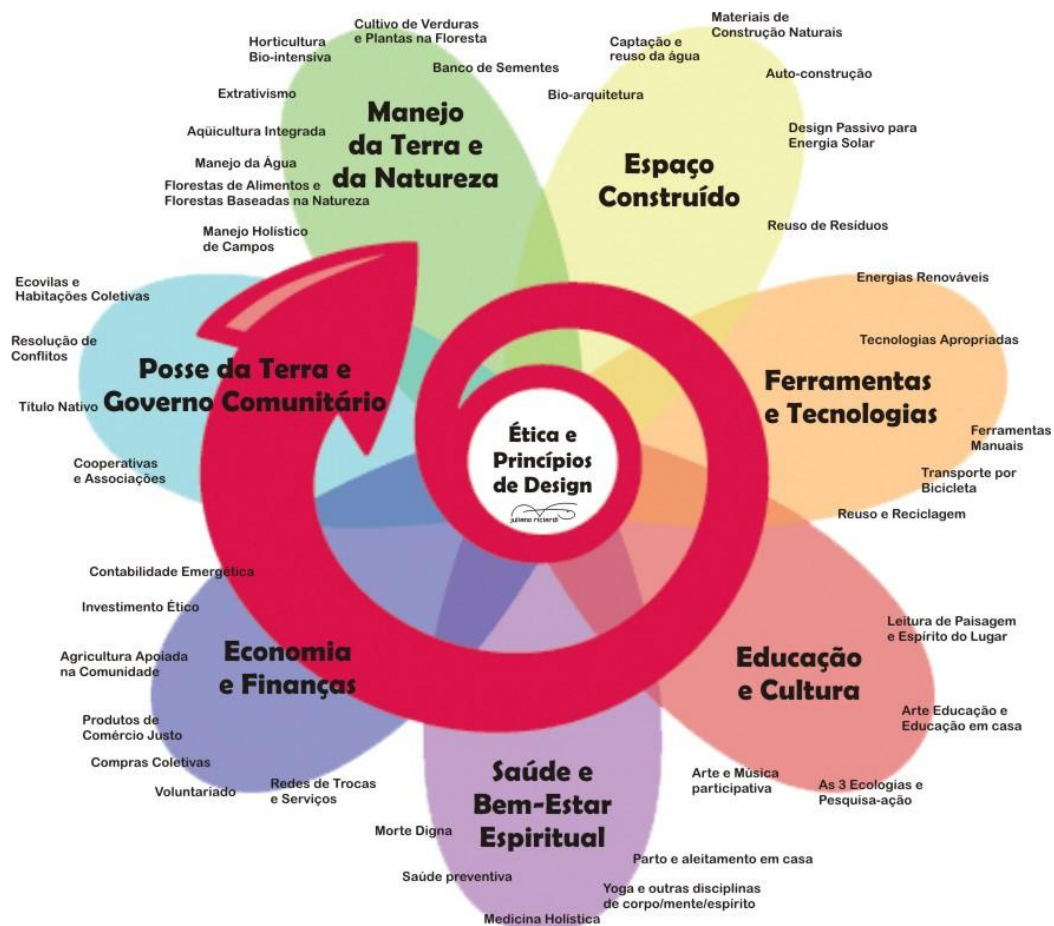 Cultivo de Verduras
e Plantas na Floresta
Horticultura
Bio-intensiva
Banco de Sementes
Extrativismo
Aqüicultura Integrada
Manejo da Água
Florestas de Alimentos e
Florestas Baseadas na Natureza
Manejo Holístico
de Campos
Manejo
da Terra e
da Natureza
Materiais de
Construção Naturais
Captação e
reuso da água
Auto-construção
Bio-arquitetura
Design Passivo para
Energia Solar
Reuso de Resíduos
Espaço
Construído
Energias Renováveis
Tecnologias Apropriadas
Ferramentas
e Tecnologias
Ferramentas
Manuais
Transporte por
Bicicleta
Reuso e Reciclagem
Ecovilas e
Habitações Coletivas
Resolução de
Conflitos
Título Nativo
Cooperativas
e Associações
Posse da Terra e
Governo Comunitário
Ética e
Princípios
de Design
juliana ricciardi
Contabilidade Emergética
Investimento Ético
Agricultura Apoiada
na Comunidade
Produtos de
Comércio Justo
Compras Coletivas
Voluntariado
Redes de Trocas
e Serviços
Economia
e Finanças
Leitura de Paisagem
e Espírito do Lugar
Educação
e Cultura
Arte Educação e
Educação em casa
Arte e Música
participativa
As 3 Ecologias e
Pesquisa-ação
Saúde e
Bem-Estar
Espiritual
Morte Digna
Saúde preventiva
Medicina Holística
Parto e aleitamento em casa
Yoga e outras disciplinas
de corpo/mente/espírito